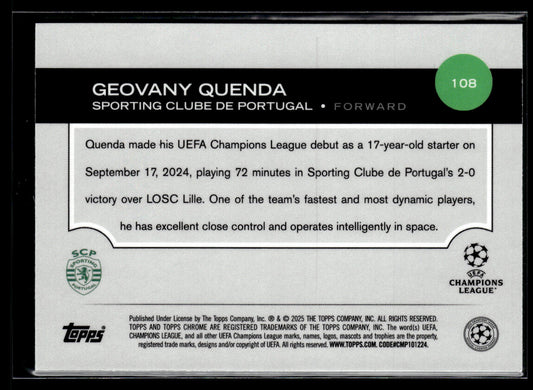 108
GEOVANY QUENDA
SPORTING CLUBE DE PORTUGAL • FORWARD
Quenda made his UEFA Champions League debut as a 17-year-old starter on
September 17, 2024, playing 72 minutes in Sporting Clube de Portugal's 2-0
victory over LOSC Lille. One of the team's fastest and most dynamic players,
he has excellent close control and operates intelligently in space.
SCP
SPORTING
PORTUGAL
UEFA
CHAMPIONS
LEAGUE
Topps
Published Under License by The Topps Company, Inc. ® & © 2025 THE TOPPS COMPANY, INC. ALL RIGHTS RESERVED.
TOPPS AND TOPPS CHROME ARE REGISTERED TRADEMARKS OF THE TOPPS COMPANY, INC. The word(s) UEFA,
CHAMPIONS LEAGUE, and all other UEFA Champions League marks, names, logos, mascots and trophies are the property,
registered trade marks, designs and/or copyright of UEFA. All rights reserved. WWW.TOPPS.COM. CODE#CMP101224.